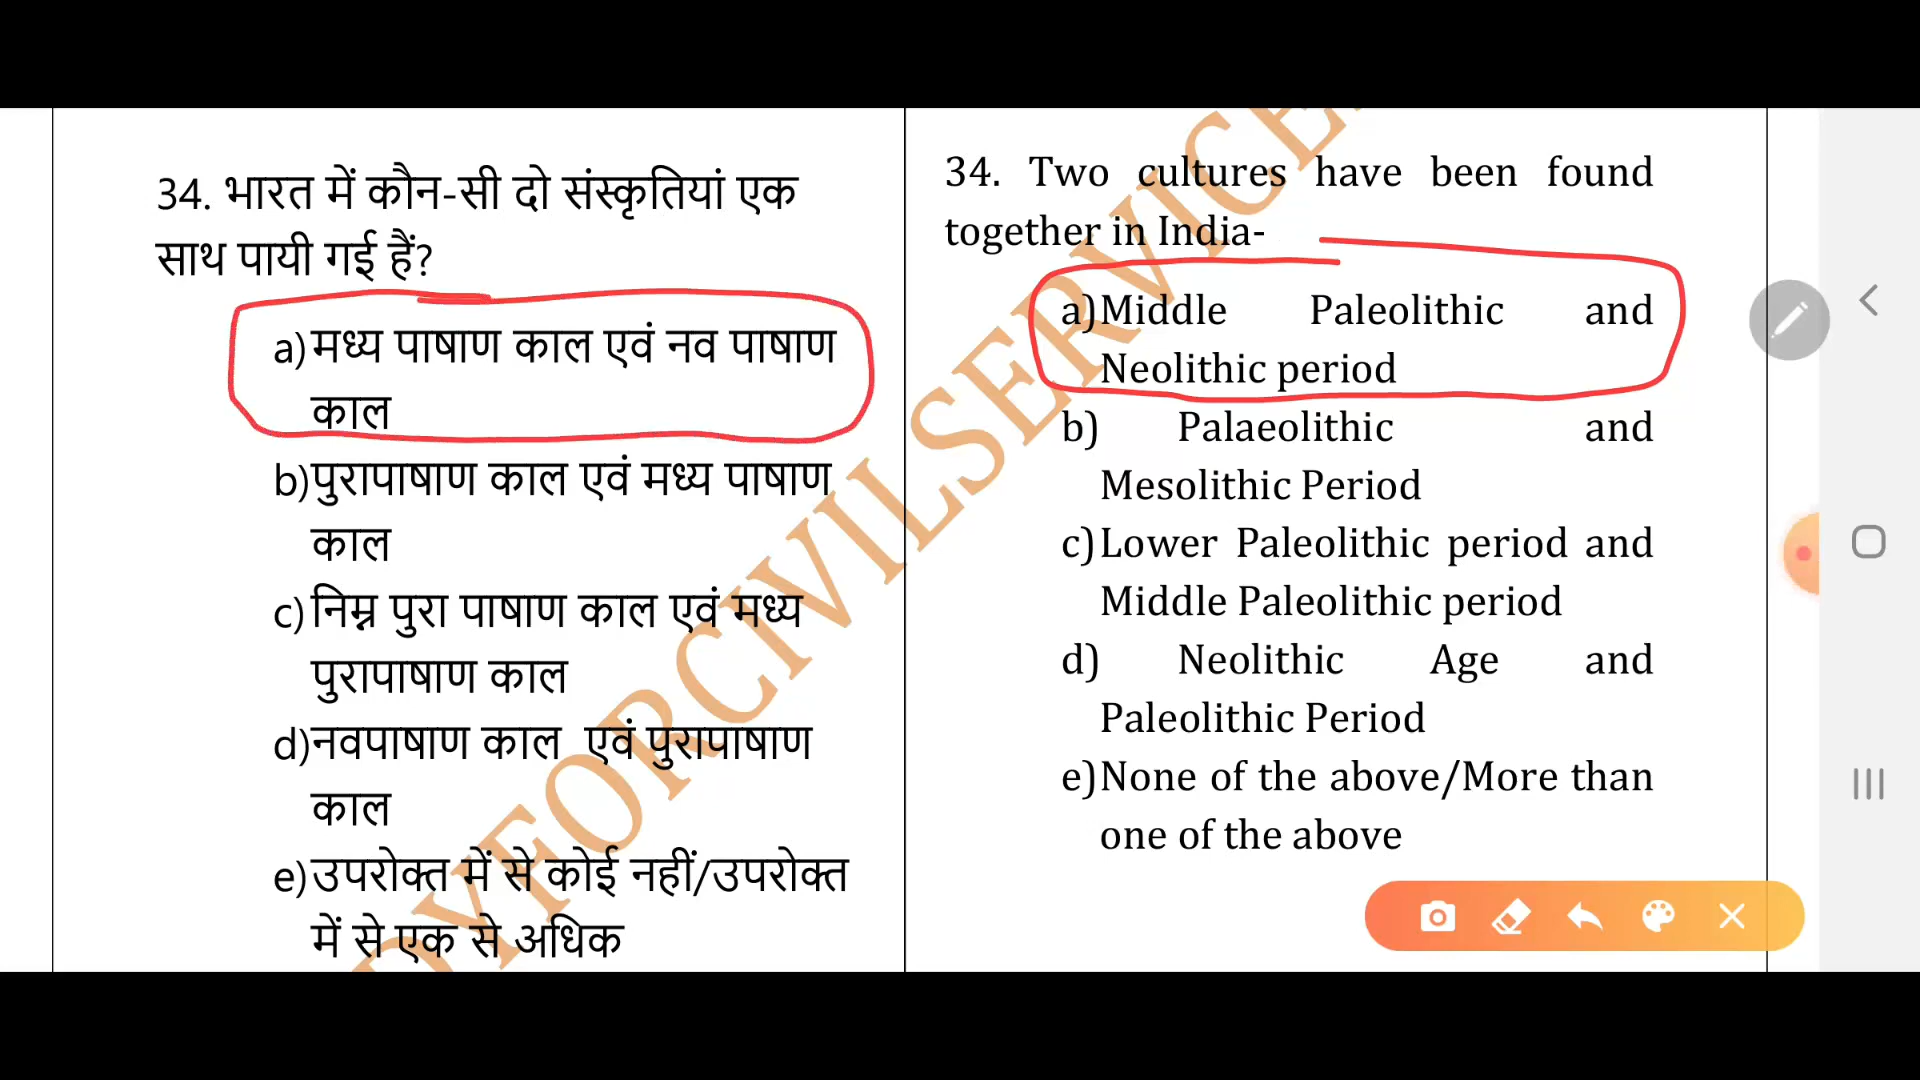 34. भारत में कौन-सी दो संस्कृतियां एक
साथ पायी गई हैं?
a) मध्य पाषाण काल एवं नव पाषाण
काल
b) पुरापाषाण काल एवं मध्य पाषाण
काल
c) निम्न पुरा पाषाण काल एवं मध्य
पुरापाषाण काल
d) नवपाषाण काल एवं पुरापाषाण
काल
e) उपरोक्त में से कोई नहीं/उपरोक्त
में से एक से अधिक
34. Two cultures have been found
together in India-
a) Middle Paleolithic and
Neolithic period
b) Palaeolithic and
Mesolithic Period
c) Lower Paleolithic period and
Middle Paleolithic period
d) Neolithic Age and
Paleolithic Period
e) None of the above/More than
one of the above